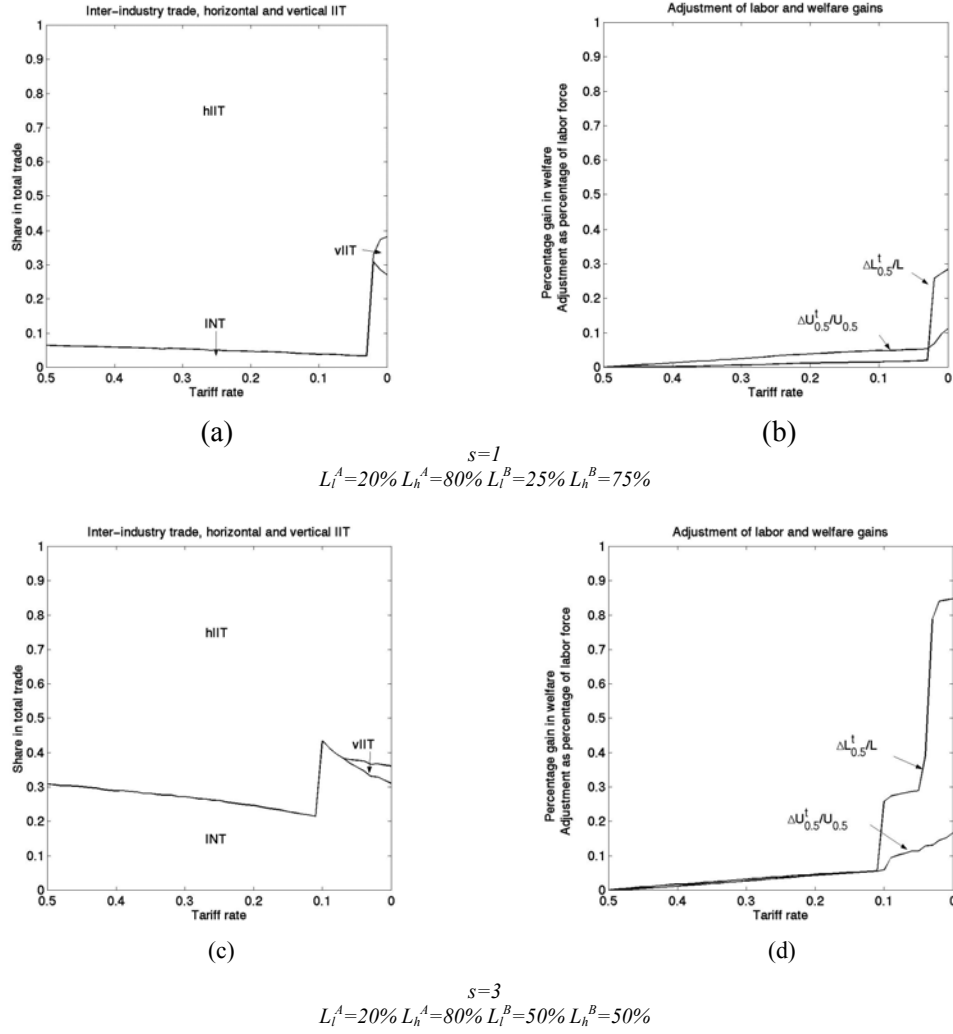 Inter-industry trade, horizontal and vertical IIT
Share in total trade
1
0.9
0.8
0.7
0.6
0.5
0.4
0.3
0.2
0.1
0
hIIT
vIIT
INT
0.5 0.4 0.3 0.2 0.1 0
Tariff rate
(a)
Adjustment of labor and welfare gains
Percentage gain in welfare
Adjustment as percentage of labor force
1
0.9
0.8
0.7
0.6
0.5
0.4
0.3
0.2
0.1
0
ΔL^t_0.5/L
ΔU^t_0.5/U_0.5
0.5 0.4 0.3 0.2 0.1 0
Tariff rate
(b)
s=1
L_l^A=20% L_h^A=80% L_l^B=25% L_h^B=75%
Inter-industry trade, horizontal and vertical IIT
Share in total trade
1
0.9
0.8
0.7
0.6
0.5
0.4
0.3
0.2
0.1
0
hIIT
vIIT
INT
0.5 0.4 0.3 0.2 0.1 0
Tariff rate
(c)
Adjustment of labor and welfare gains
Percentage gain in welfare
Adjustment as percentage of labor force
1
0.9
0.8
0.7
0.6
0.5
0.4
0.3
0.2
0.1
0
ΔL^t_0.5/L
ΔU^t_0.5/U_0.5
0.5 0.4 0.3 0.2 0.1 0
Tariff rate
(d)
s=3
L_l^A=20% L_h^A=80% L_l^B=50% L_h^B=50%